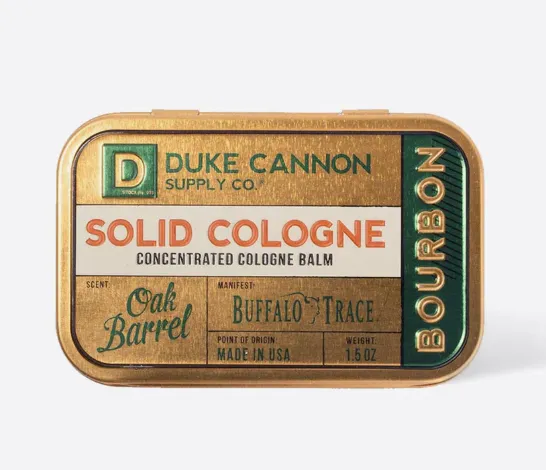 D
DUKE CANNON
SUPPLY CO.®
SOLID COLOGNE
CONCENTRATED COLOGNE BALM
SCENT:
Oak
Barrel
MANIFEST:
BUFFALO TRACE.
POINT OF ORIGIN
MADE IN USA
WEIGHT:
1.5 OZ
BOURBON